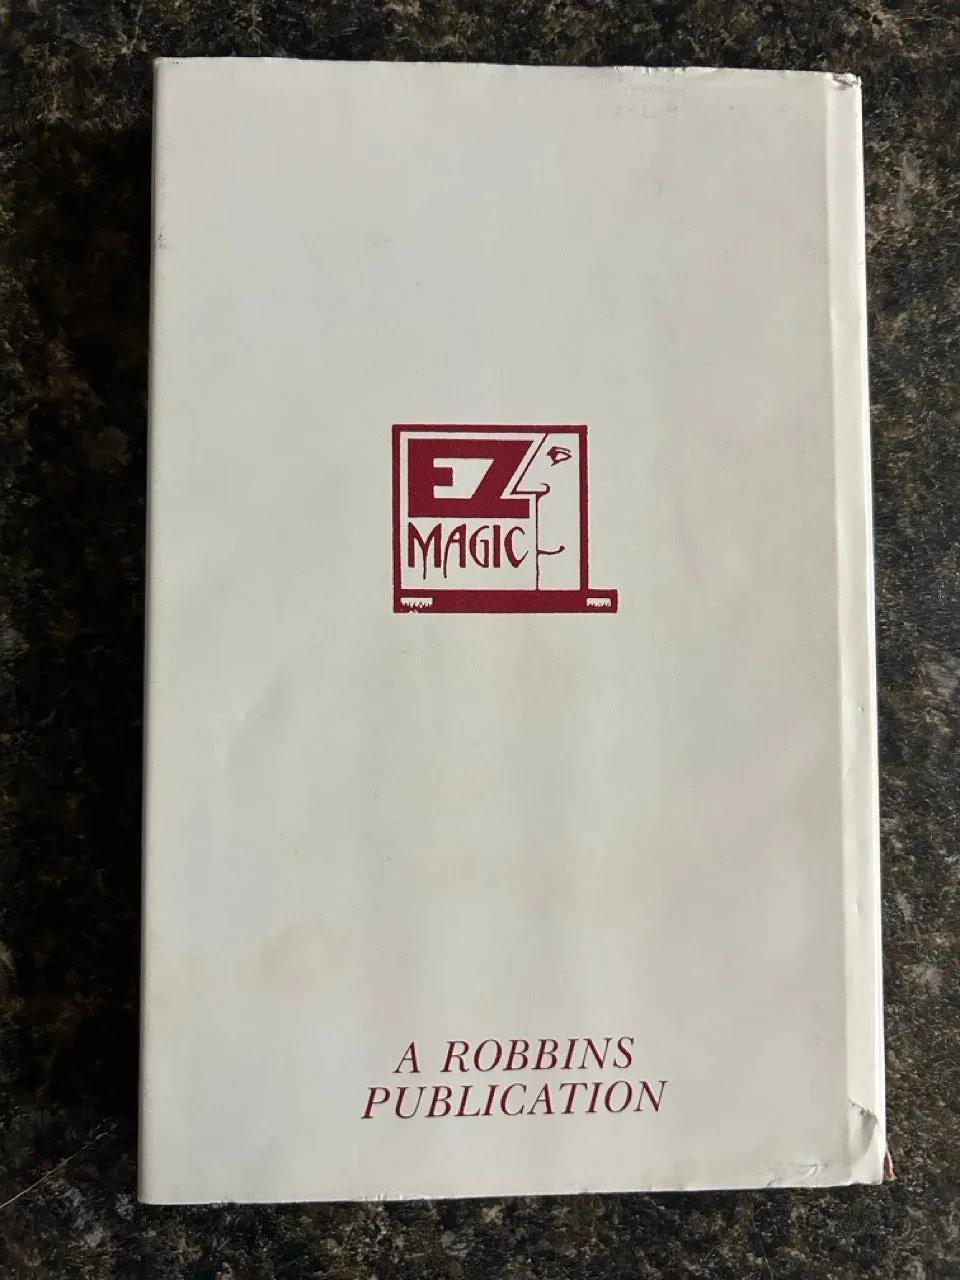 EZ
MAGIC
A ROBBINS
PUBLICATION